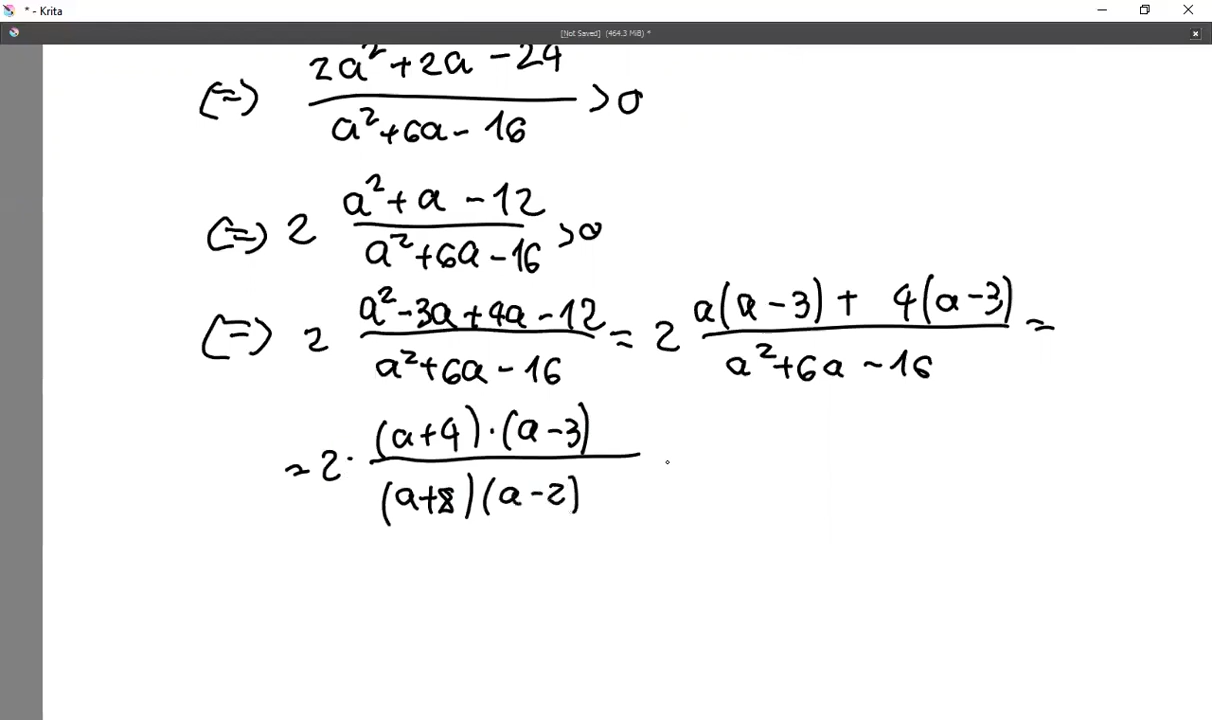 * - Krita
[Not Saved] (464.3 MiB) *
(=) (2a²+2a-24)/(a²+6a-16) >0
(=) 2 (a²+a-12)/(a²+6a-16) >0
(=) 2 (a²-3a+4a-12)/(a²+6a-16) = 2 (a(a-3)+ 4(a-3))/(a²+6a-16) =
= 2· ((a+4)·(a-3))/((a+8)(a-2))